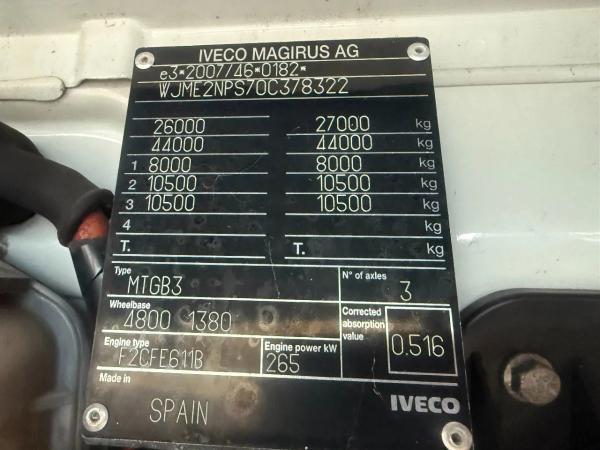 IVECO MAGIRUS AG
e3*2007/46*0182*
WJME2NPS70C378322
26000 27000 kg
44000 44000 kg
1 8000 8000 kg
2 10500 10500 kg
3 10500 10500 kg
4 kg
T. T. kg
Type
MTGB3
N° of axles
3
Wheelbase
4800 1380
Corrected absorption value
0.516
Engine type
F2CFE611B
Engine power kW
265
Made in
SPAIN
IVECO